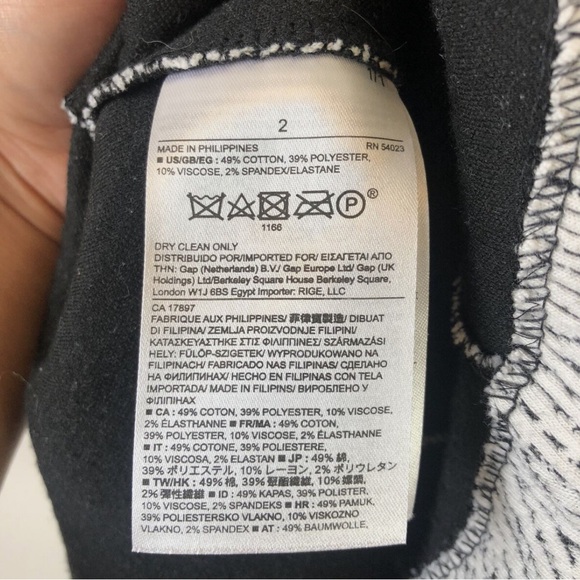 2
MADE IN PHILIPPINES RN 54023
■ US/GB/EG : 49% COTTON, 39% POLYESTER,
10% VISCOSE, 2% SPANDEX/ELASTANE
P ®
1166
DRY CLEAN ONLY
DISTRIBUIDO POR/IMPORTED FOR/ ΕΙΣΑΓΕΤΑΙ ΑΠΟ
ΤΗΝ: Gap (Netherlands) B.V./ Gap Europe Ltd/ Gap (UK
Holdings) Ltd/Berkeley Square House Berkeley Square,
London W1J 6BS Egypt Importer: RIGE, LLC
CA 17897
FABRIQUE AUX PHILIPPINES/ 菲律賓製造/ DIBUAT
DI FILIPINA/ ZEMLJA PROIZVODNJE FILIPINI/
ΚΑΤΑΣΚΕΥΑΣΤΗΚΕ ΣΤΙΣ ΦΙΛΙΠΠΙΝΕΣ/ SZÁRMAZÁSI
HELY: FÜLÖP-SZIGETEK/ WYPRODUKOWANO NA
FILIPINACH/ FABRICADO NAS FILIPINAS/ СДЕЛАНО
НА ФИЛИПИНАХ/ HECHO EN FILIPINAS CON TELA
IMPORTADA/ MADE IN FILIPINAS/ ВИРОБЛЕНО У
ФІЛІПІНАХ
■ CA : 49% COTON, 39% POLYESTER, 10% VISCOSE,
2% ÉLASTHANNE ■ FR/MA : 49% COTON,
39% POLYESTER, 10% VISCOSE, 2% ÉLASTHANNE
■ IT : 49% COTONE, 39% POLIESTERE,
10% VISCOSA, 2% ELASTAN ■ JP : 49% 綿,
39% ポリエステル, 10% レーヨン, 2% ポリウレタン
■ TW/HK : 49% 棉, 39% 聚酯纖維, 10% 嫘縈,
2% 彈性纖維 ■ ID : 49% KAPAS, 39% POLISTER,
10% VISCOSE, 2% SPANDEKS ■ HR : 49% PAMUK,
39% POLIESTERSKO VLAKNO, 10% VISKOZNO
VLAKNO, 2% SPANDEX ■ AT : 49% BAUMWOLLE,